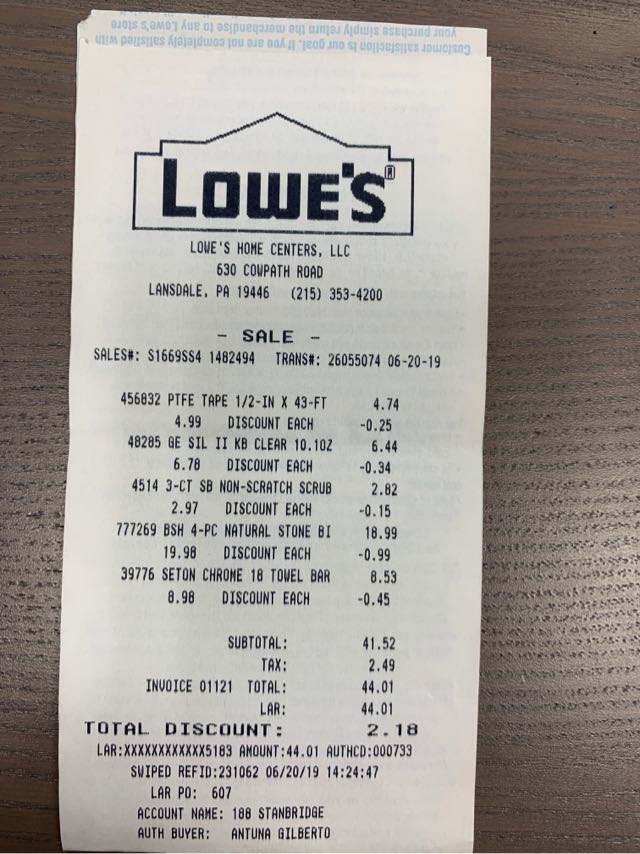 Customer satisfaction is our goal. If you are not completely satisfied with
your purchase simply return the merchandise to any Lowe's store
LOWE'S®
LOWE'S HOME CENTERS, LLC
630 COWPATH ROAD
LANSDALE, PA 19446 (215) 353-4200
- SALE -
SALES#: S1669SS4 1482494 TRANS#: 26055074 06-20-19
456832 PTFE TAPE 1/2-IN X 43-FT 4.74
4.99 DISCOUNT EACH -0.25
48285 GE SIL II KB CLEAR 10.1OZ 6.44
6.78 DISCOUNT EACH -0.34
4514 3-CT SB NON-SCRATCH SCRUB 2.82
2.97 DISCOUNT EACH -0.15
777269 BSH 4-PC NATURAL STONE BI 18.99
19.98 DISCOUNT EACH -0.99
39776 SETON CHROME 18 TOWEL BAR 8.53
8.98 DISCOUNT EACH -0.45
SUBTOTAL: 41.52
TAX: 2.49
INVOICE 01121 TOTAL: 44.01
LAR: 44.01
TOTAL DISCOUNT: 2.18
LAR:XXXXXXXXXXXX5183 AMOUNT:44.01 AUTHCD:000733
SWIPED REFID:231062 06/20/19 14:24:47
LAR PO: 607
ACCOUNT NAME: 188 STANBRIDGE
AUTH BUYER: ANTUNA GILBERTO